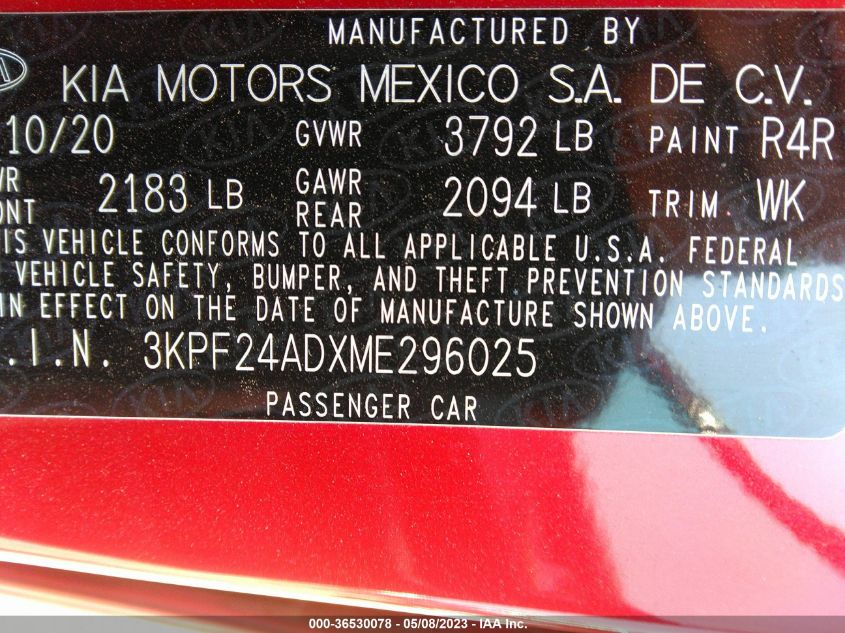 MANUFACTURED BY
KIA MOTORS MEXICO S.A. DE C.V.
10/20 GVWR 3792 LB PAINT R4R
2183 LB GAWR REAR 2094 LB TRIM WK
VEHICLE CONFORMS TO ALL APPLICABLE U.S.A. FEDERAL
VEHICLE SAFETY, BUMPER, AND THEFT PREVENTION STANDARDS
IN EFFECT ON THE DATE OF MANUFACTURE SHOWN ABOVE.
.I.N. 3KPF24ADXME296025
PASSENGER CAR
000-36530078 - 05/08/2023 - IAA Inc.